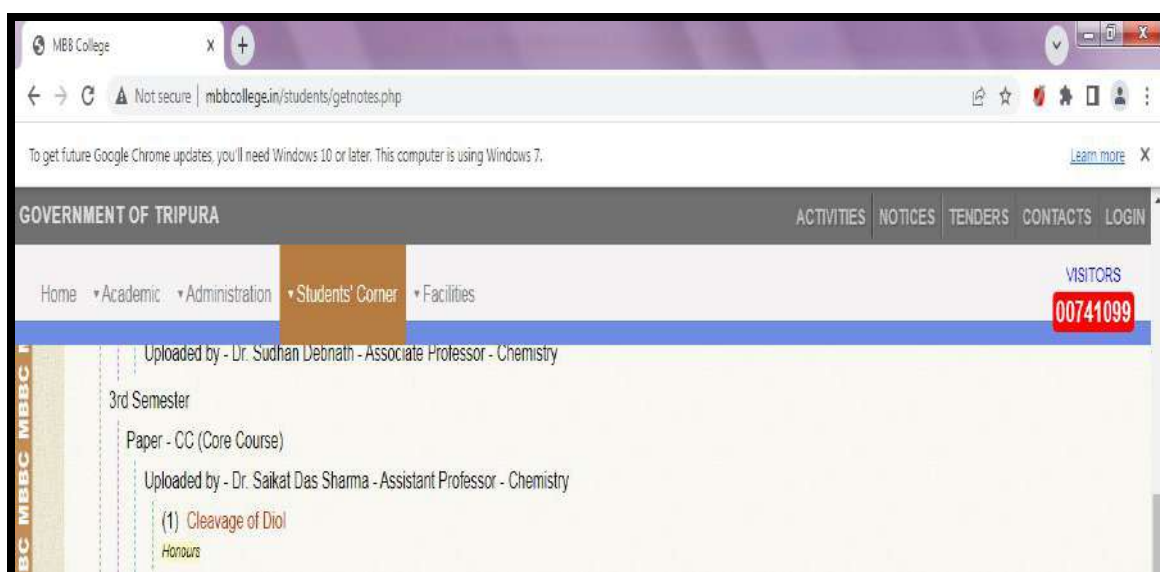 MBB College
Not secure | mbbcollege.in/students/getnotes.php
To get future Google Chrome updates, you'll need Windows 10 or later. This computer is using Windows 7.
Learn more
GOVERNMENT OF TRIPURA
ACTIVITIES NOTICES TENDERS CONTACTS LOGIN
Home Academic Administration Students' Corner Facilities
VISITORS
00741099
Uploaded by - Dr. Sudhan Debnath - Associate Professor - Chemistry
3rd Semester
Paper - CC (Core Course)
Uploaded by - Dr. Saikat Das Sharma - Assistant Professor - Chemistry
(1) Cleavage of Diol
Honours
MBBC MBBC